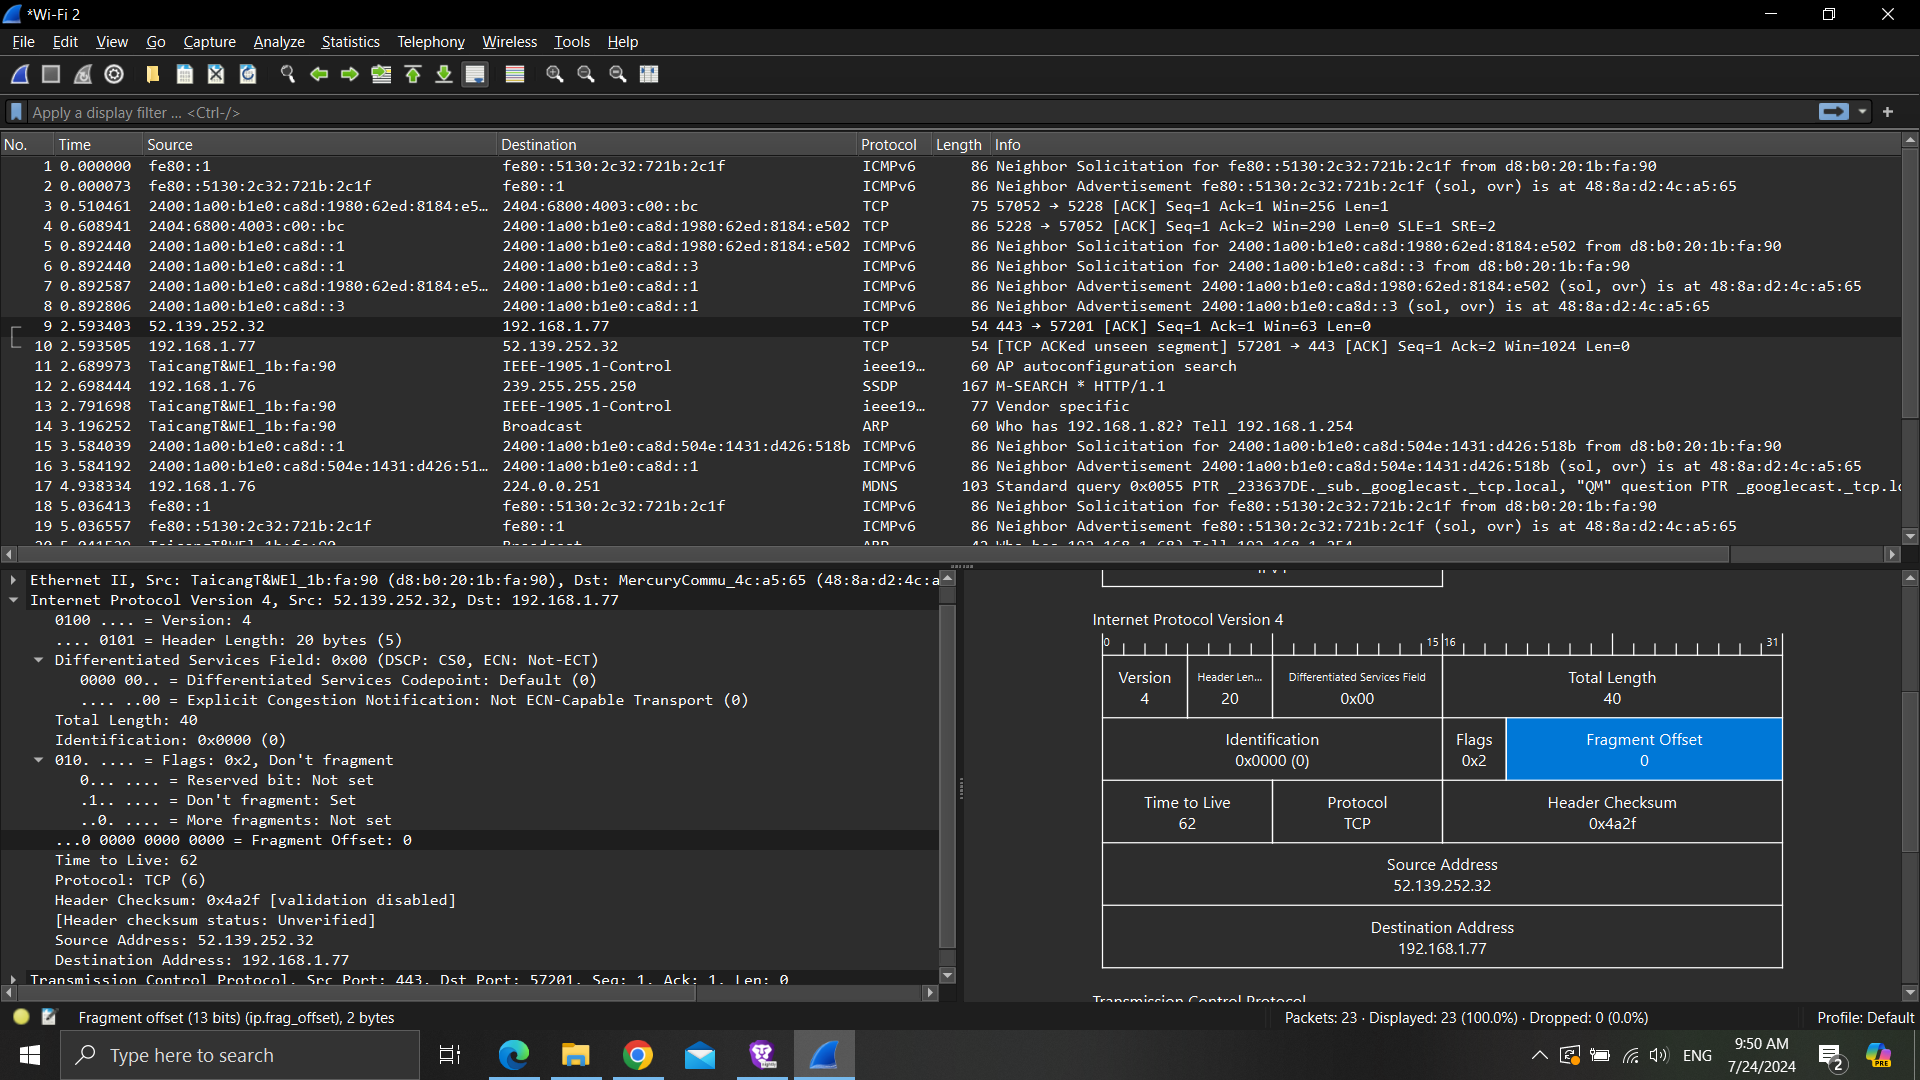 *Wi-Fi 2
File Edit View Go Capture Analyze Statistics Telephony Wireless Tools Help
Apply a display filter ... <Ctrl-/>
No. Time Source Destination Protocol Length Info
1 0.000000 fe80::1 fe80::5130:2c32:721b:2c1f ICMPv6 86 Neighbor Solicitation for fe80::5130:2c32:721b:2c1f from d8:b0:20:1b:fa:90
2 0.000073 fe80::5130:2c32:721b:2c1f fe80::1 ICMPv6 86 Neighbor Advertisement fe80::5130:2c32:721b:2c1f (sol, ovr) is at 48:8a:d2:4c:a5:65
3 0.510461 2400:1a00:b1e0:ca8d:1980:62ed:8184:e5… 2404:6800:4003:c00::bc TCP 75 57052 → 5228 [ACK] Seq=1 Ack=1 Win=256 Len=1
4 0.608941 2404:6800:4003:c00::bc 2400:1a00:b1e0:ca8d:1980:62ed:8184:e502 TCP 86 5228 → 57052 [ACK] Seq=1 Ack=2 Win=290 Len=0 SLE=1 SRE=2
5 0.892440 2400:1a00:b1e0:ca8d::1 2400:1a00:b1e0:ca8d:1980:62ed:8184:e502 ICMPv6 86 Neighbor Solicitation for 2400:1a00:b1e0:ca8d:1980:62ed:8184:e502 from d8:b0:20:1b:fa:90
6 0.892440 2400:1a00:b1e0:ca8d::1 2400:1a00:b1e0:ca8d::3 ICMPv6 86 Neighbor Solicitation for 2400:1a00:b1e0:ca8d::3 from d8:b0:20:1b:fa:90
7 0.892587 2400:1a00:b1e0:ca8d:1980:62ed:8184:e5… 2400:1a00:b1e0:ca8d::1 ICMPv6 86 Neighbor Advertisement 2400:1a00:b1e0:ca8d:1980:62ed:8184:e502 (sol, ovr) is at 48:8a:d2:4c:a5:65
8 0.892806 2400:1a00:b1e0:ca8d::3 2400:1a00:b1e0:ca8d::1 ICMPv6 86 Neighbor Advertisement 2400:1a00:b1e0:ca8d::3 (sol, ovr) is at 48:8a:d2:4c:a5:65
9 2.593403 52.139.252.32 192.168.1.77 TCP 54 443 → 57201 [ACK] Seq=1 Ack=1 Win=63 Len=0
10 2.593505 192.168.1.77 52.139.252.32 TCP 54 [TCP ACKed unseen segment] 57201 → 443 [ACK] Seq=1 Ack=2 Win=1024 Len=0
11 2.689973 TaicangT&WEl_1b:fa:90 IEEE-1905.1-Control ieee19… 60 AP autoconfiguration search
12 2.698444 192.168.1.76 239.255.255.250 SSDP 167 M-SEARCH * HTTP/1.1
13 2.791698 TaicangT&WEl_1b:fa:90 IEEE-1905.1-Control ieee19… 77 Vendor specific
14 3.196252 TaicangT&WEl_1b:fa:90 Broadcast ARP 60 Who has 192.168.1.82? Tell 192.168.1.254
15 3.584039 2400:1a00:b1e0:ca8d::1 2400:1a00:b1e0:ca8d:504e:1431:d426:518b ICMPv6 86 Neighbor Solicitation for 2400:1a00:b1e0:ca8d:504e:1431:d426:518b from d8:b0:20:1b:fa:90
16 3.584192 2400:1a00:b1e0:ca8d:504e:1431:d426:51… 2400:1a00:b1e0:ca8d::1 ICMPv6 86 Neighbor Advertisement 2400:1a00:b1e0:ca8d:504e:1431:d426:518b (sol, ovr) is at 48:8a:d2:4c:a5:65
17 4.938334 192.168.1.76 224.0.0.251 MDNS 103 Standard query 0x0055 PTR _233637DE._sub._googlecast._tcp.local, "QM" question PTR _googlecast._tcp.lo
18 5.036413 fe80::1 fe80::5130:2c32:721b:2c1f ICMPv6 86 Neighbor Solicitation for fe80::5130:2c32:721b:2c1f from d8:b0:20:1b:fa:90
19 5.036557 fe80::5130:2c32:721b:2c1f fe80::1 ICMPv6 86 Neighbor Advertisement fe80::5130:2c32:721b:2c1f (sol, ovr) is at 48:8a:d2:4c:a5:65
Ethernet II, Src: TaicangT&WEl_1b:fa:90 (d8:b0:20:1b:fa:90), Dst: MercuryCommu_4c:a5:65 (48:8a:d2:4c:a
Internet Protocol Version 4, Src: 52.139.252.32, Dst: 192.168.1.77
0100 .... = Version: 4
.... 0101 = Header Length: 20 bytes (5)
Differentiated Services Field: 0x00 (DSCP: CS0, ECN: Not-ECT)
0000 00.. = Differentiated Services Codepoint: Default (0)
.... ..00 = Explicit Congestion Notification: Not ECN-Capable Transport (0)
Total Length: 40
Identification: 0x0000 (0)
010. .... = Flags: 0x2, Don't fragment
0... .... = Reserved bit: Not set
.1.. .... = Don't fragment: Set
..0. .... = More fragments: Not set
...0 0000 0000 0000 = Fragment Offset: 0
Time to Live: 62
Protocol: TCP (6)
Header Checksum: 0x4a2f [validation disabled]
[Header checksum status: Unverified]
Source Address: 52.139.252.32
Destination Address: 192.168.1.77
Transmission Control Protocol, Src Port: 443, Dst Port: 57201, Seq: 1, Ack: 1, Len: 0
Internet Protocol Version 4
0 15 16 31
Version Header Len... Differentiated Services Field Total Length
4 20 0x00 40
Identification Flags Fragment Offset
0x0000 (0) 0x2 0
Time to Live Protocol Header Checksum
62 TCP 0x4a2f
Source Address
52.139.252.32
Destination Address
192.168.1.77
Transmission Control Protocol
Fragment offset (13 bits) (ip.frag_offset), 2 bytes
Packets: 23 · Displayed: 23 (100.0%) · Dropped: 0 (0.0%)
Profile: Default
Type here to search
ENG
9:50 AM
7/24/2024
2
PRE